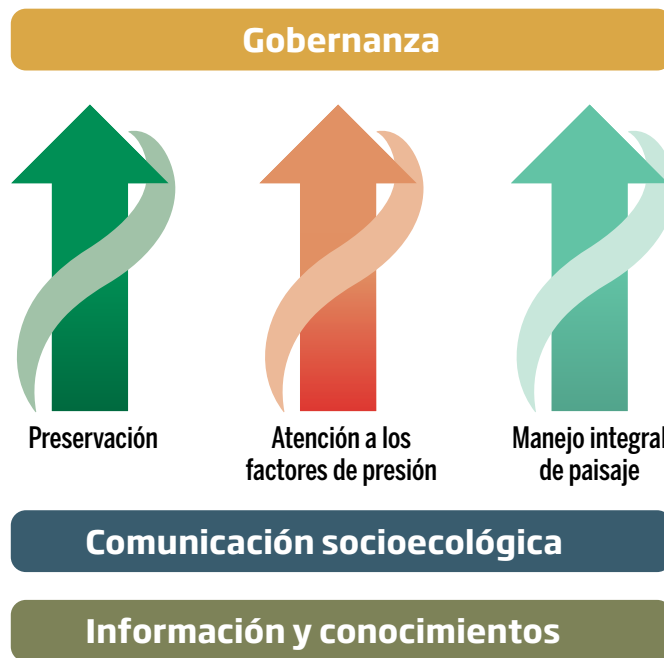 Gobernanza
Preservación
Atención a los
factores de presión
Manejo integral
de paisaje
Comunicación socioecológica
Información y conocimientos